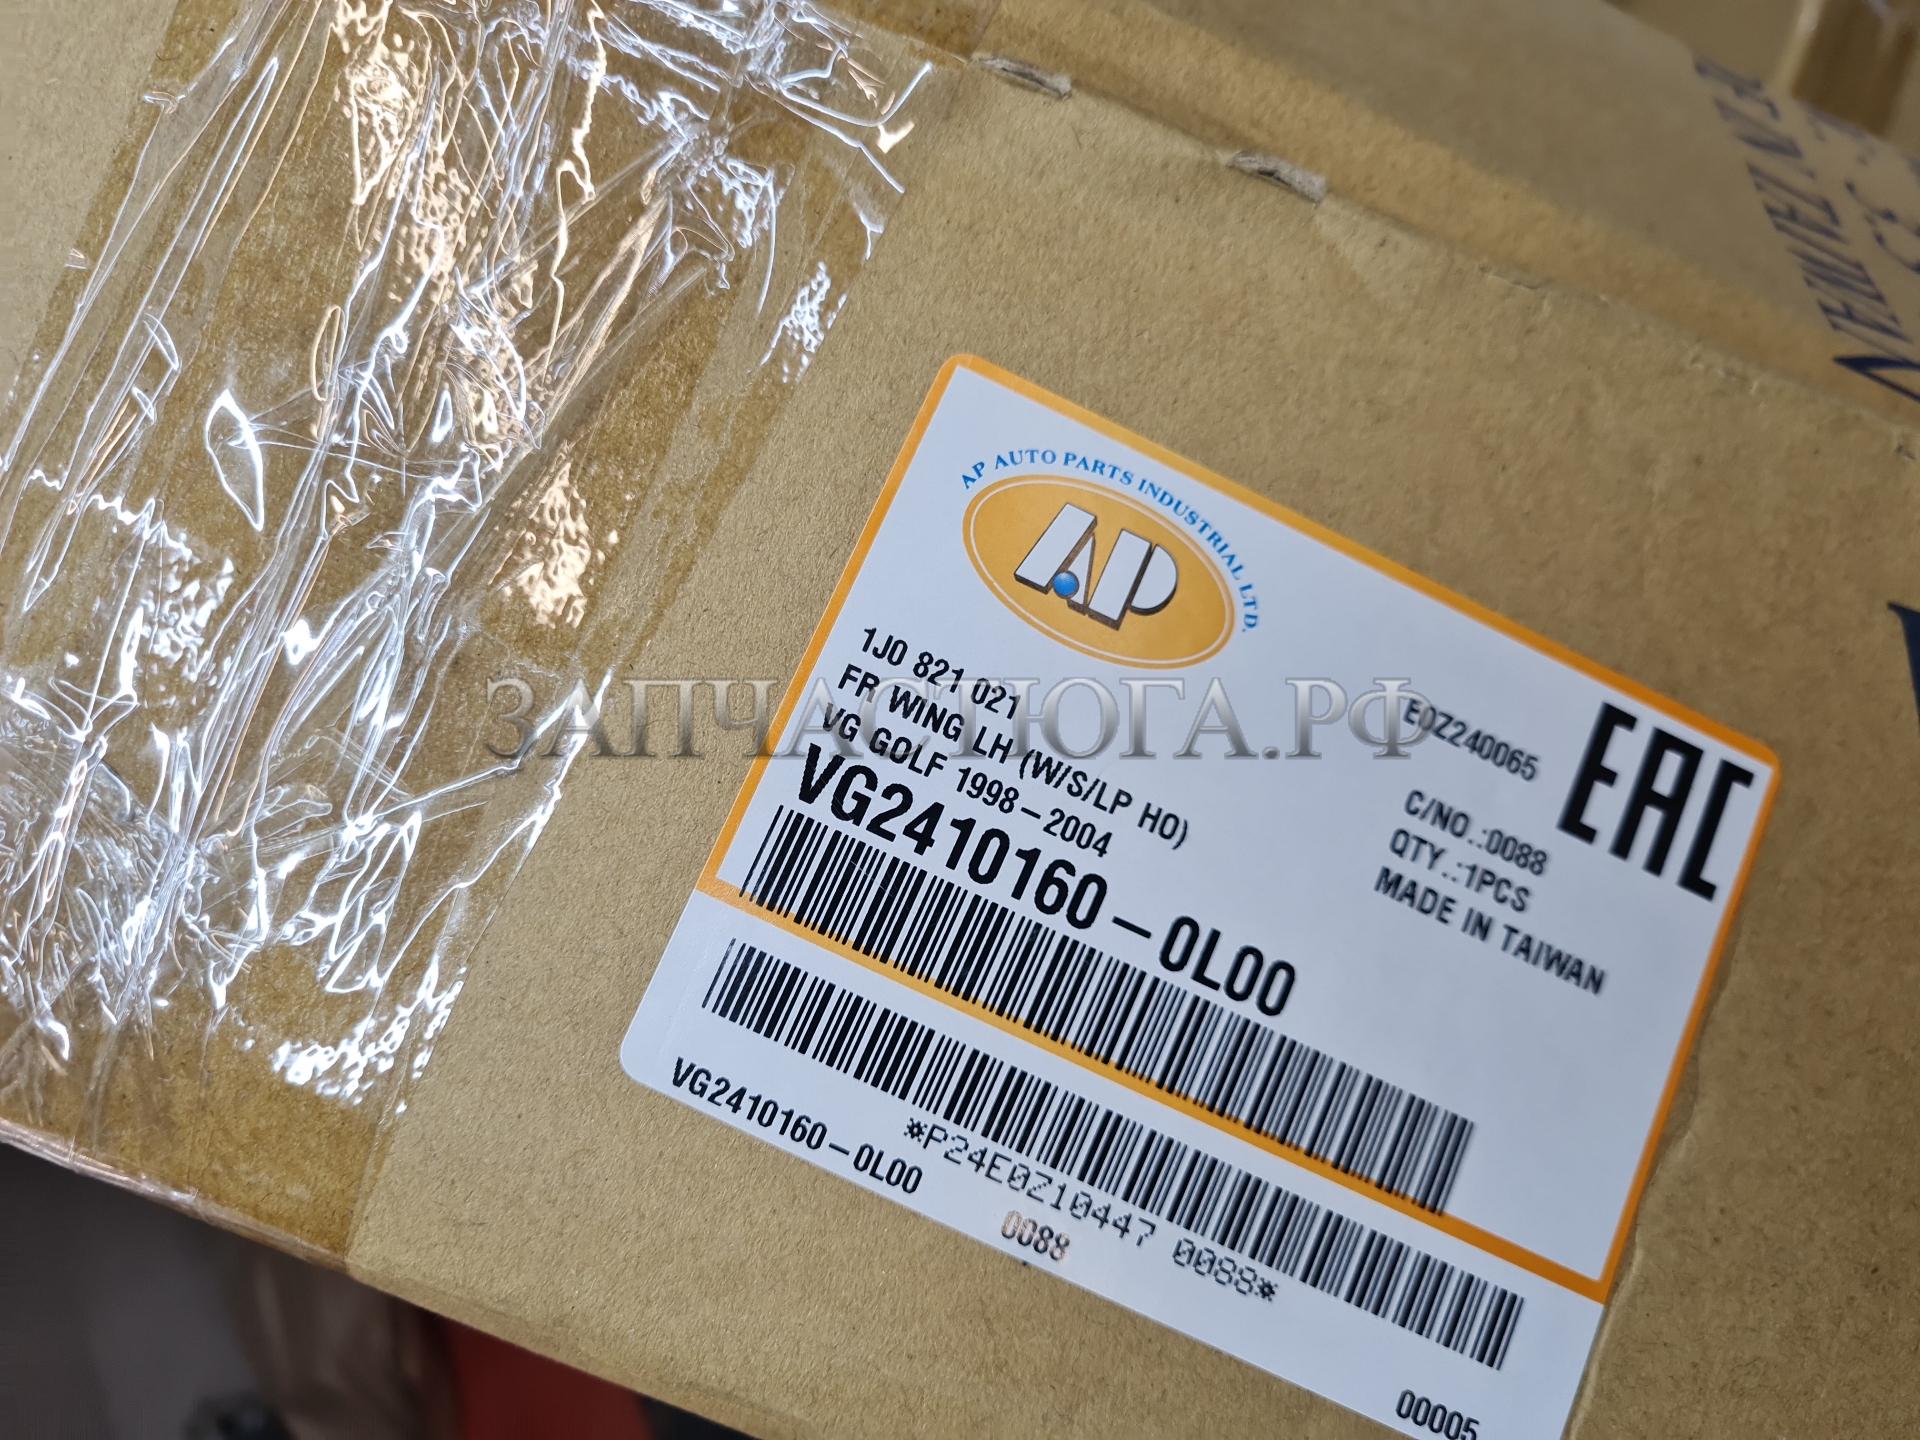 AP AUTO PARTS INDUSTRIAL LTD.
AP
1J0 821 021
FR WING LH (W/S/LP HO)
VG GOLF 1998-2004
VG2410160-0L00
E0Z240065
EAC
C/NO.:0088
QTY.:1PCS
MADE IN TAIWAN
VG2410160-0L00
*P24E0Z10447 0088*
0088
00005
ЗАПЧАСТЮГА.РФ